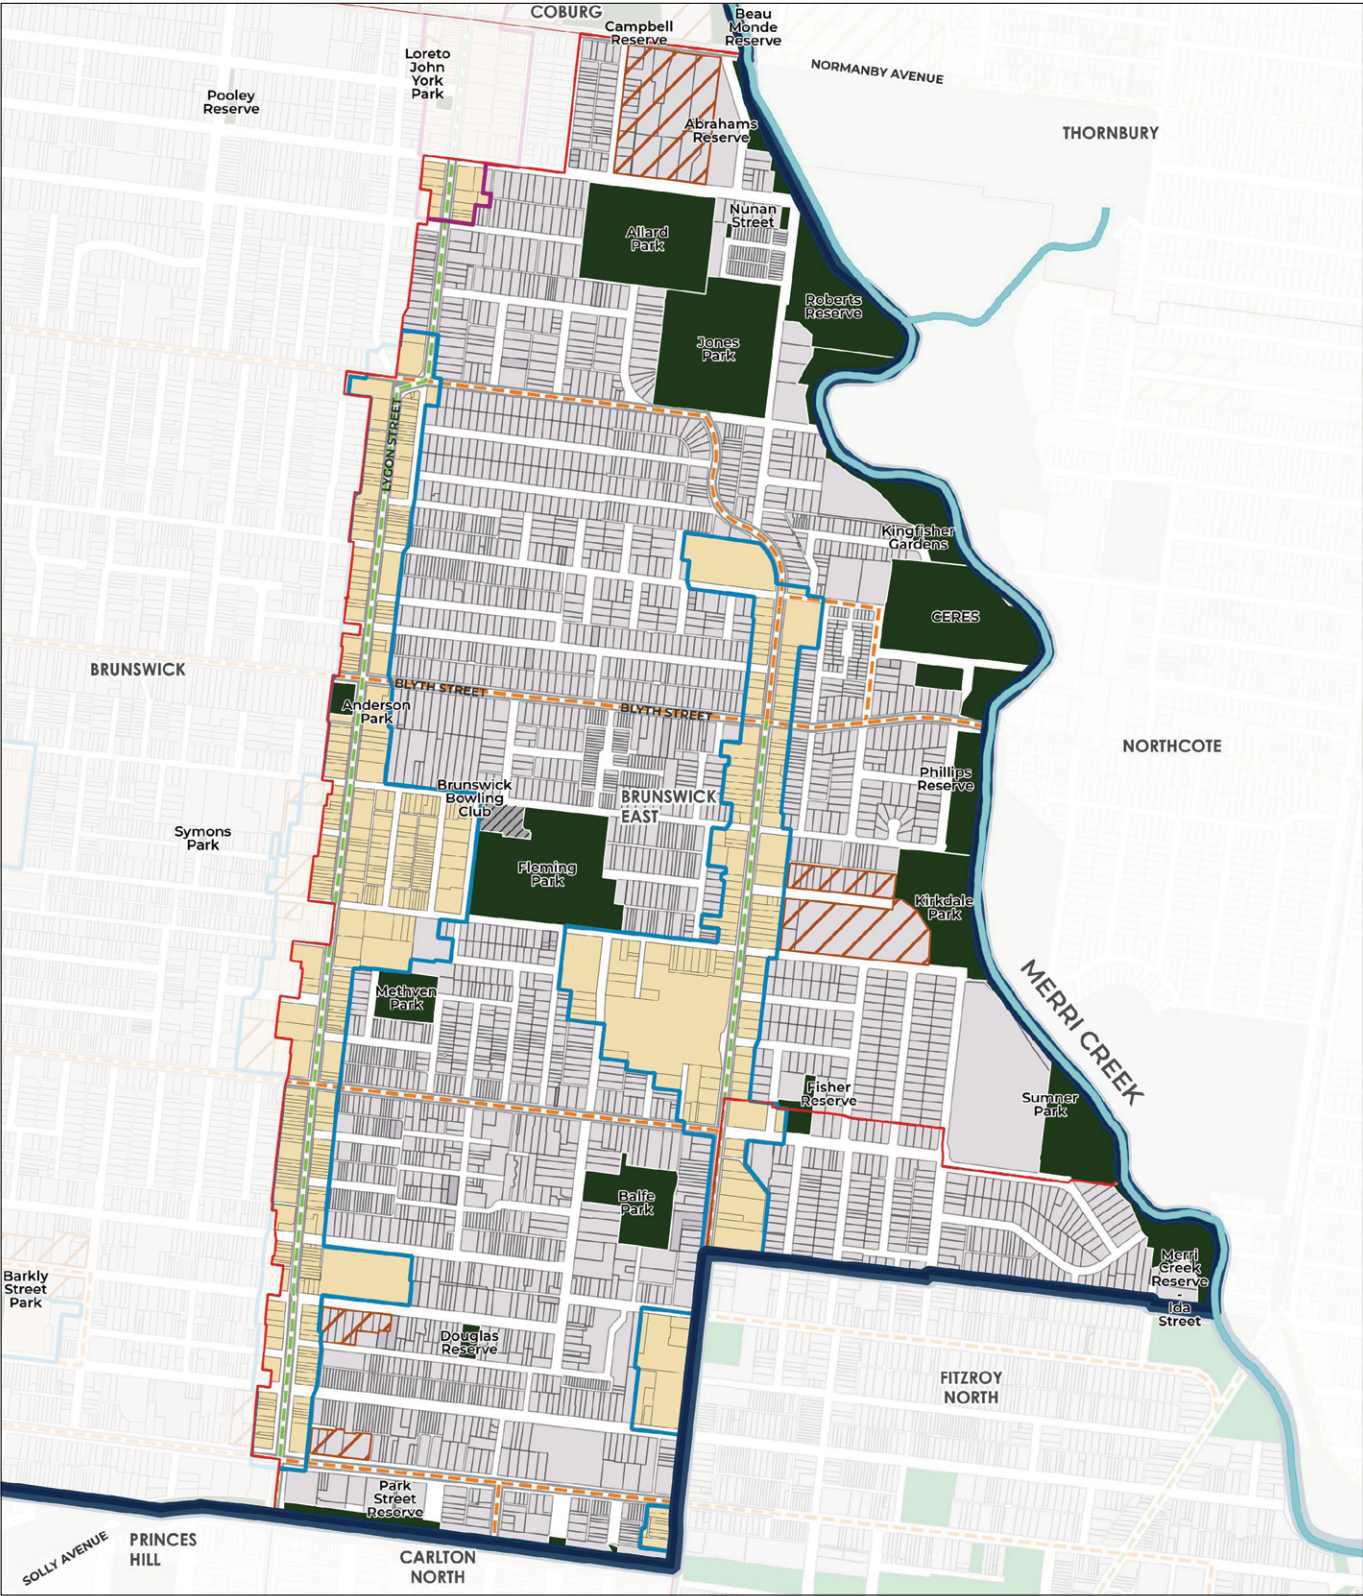 COBURG
Campbell
Reserve
Beau
Monde
Reserve
NORMANBY AVENUE
Loreto
John
York
Park
Pooley
Reserve
Abrahams
Reserve
THORNBURY
Nunan
Street
Allard
Park
Roberts
Reserve
Jones
Park
LYGON STREET
Kingfisher
Gardens
CERES
BRUNSWICK
BLYTH STREET
BLYTH STREET
Anderson
Park
NORTHCOTE
Phillips
Reserve
Brunswick
Bowling
Club
BRUNSWICK
EAST
Symons
Park
Fleming
Park
Kirkdale
Park
MERRI CREEK
Methven
Park
Fisher
Reserve
Sumner
Park
Balfe
Park
Merri
Creek
Reserve
-
Ida
Street
Barkly
Street
Park
Douglas
Reserve
FITZROY
NORTH
Park
Street
Reserve
SOLLY AVENUE
PRINCES
HILL
CARLTON
NORTH